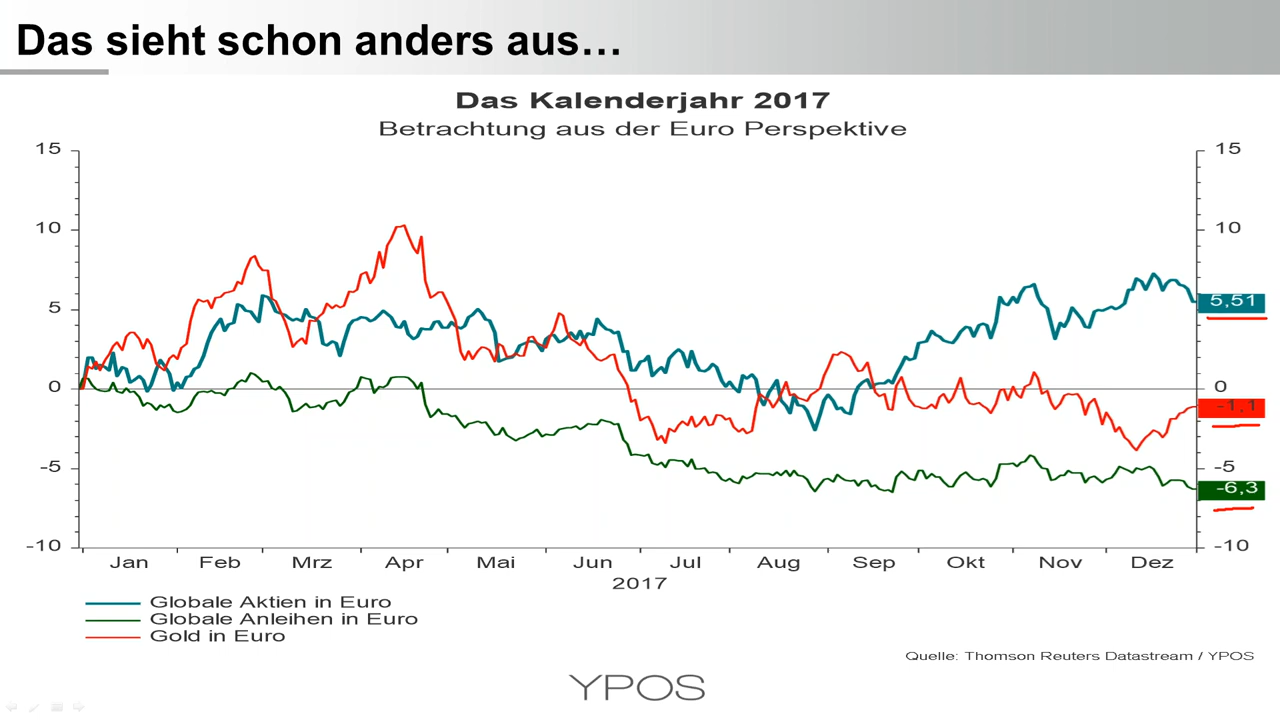 Das sieht schon anders aus…
Das Kalenderjahr 2017
Betrachtung aus der Euro Perspektive
15 15
10 10
5 5,51
0 0
-1,1
-5 -5
-6,3
-10 -10
Jan Feb Mrz Apr Mai Jun Jul Aug Sep Okt Nov Dez
2017
Globale Aktien in Euro
Globale Anleihen in Euro
Gold in Euro
Quelle: Thomson Reuters Datastream / YPOS
YPOS